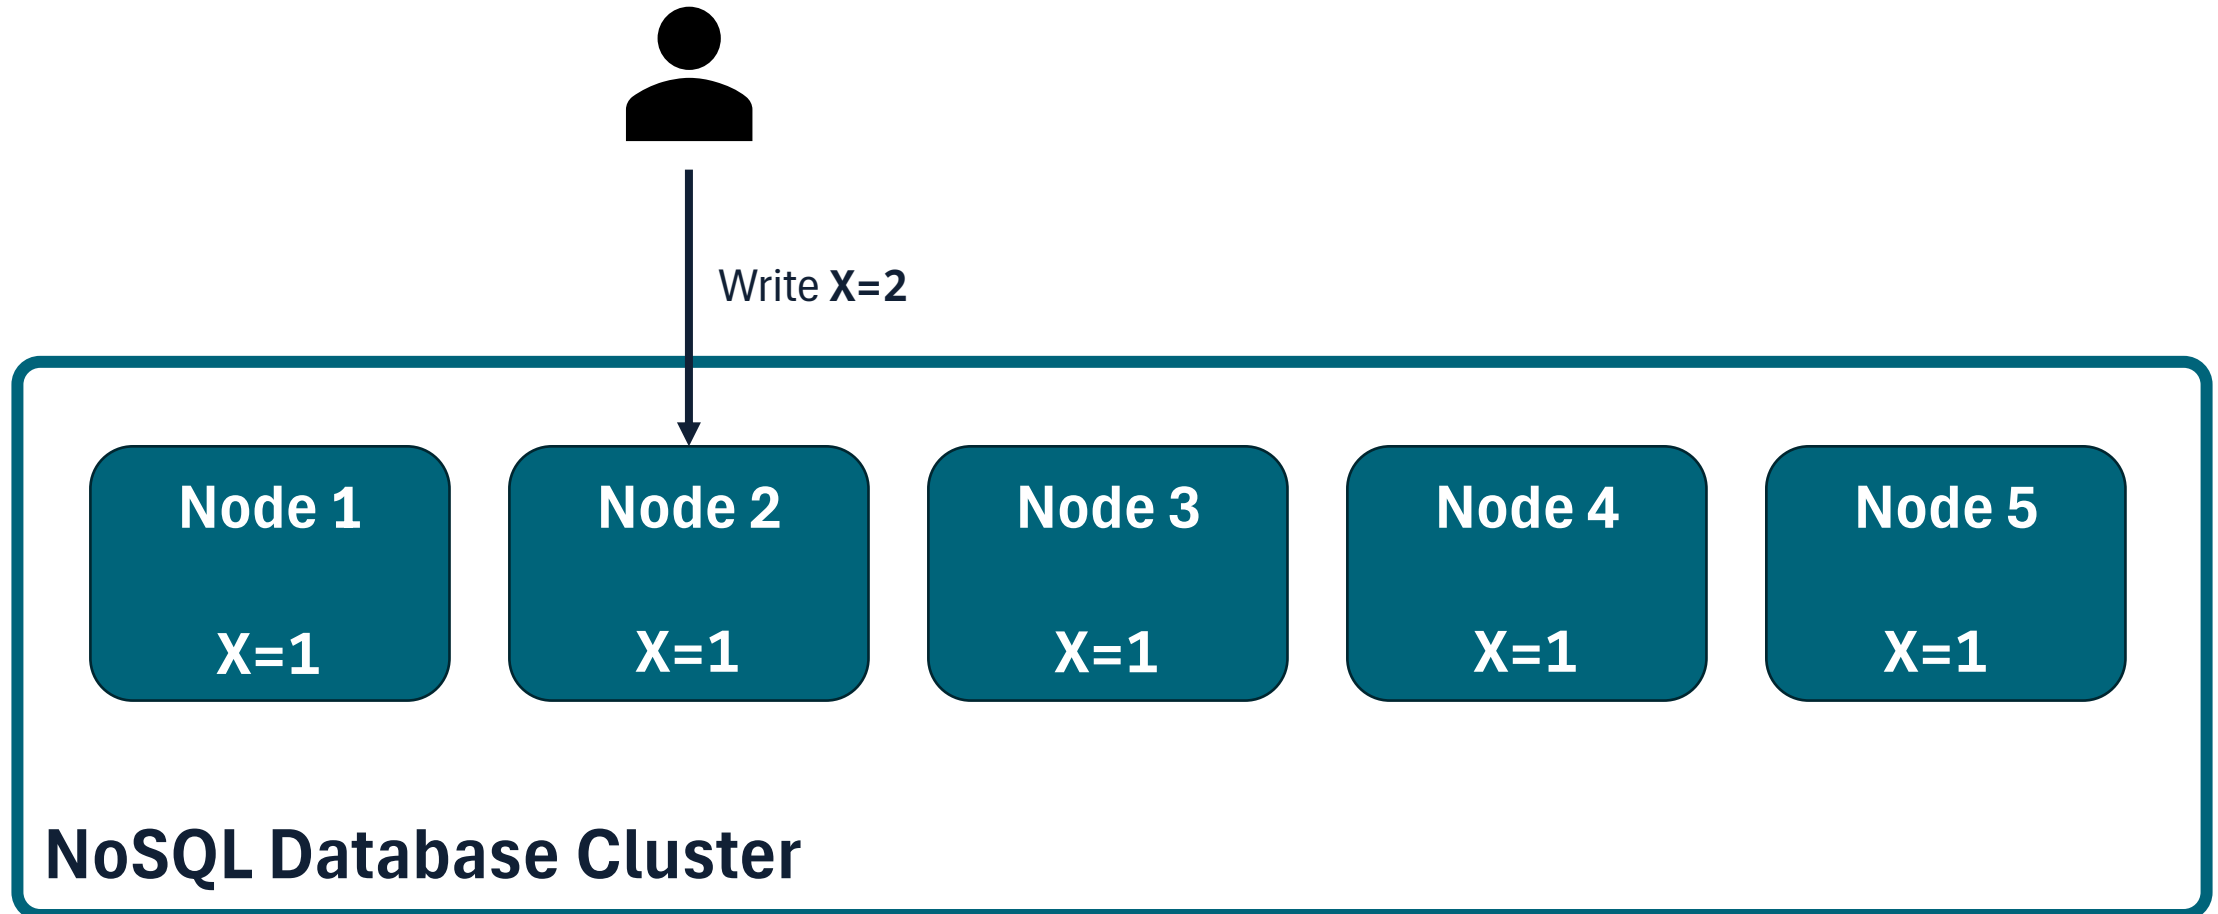 Write X=2
Node 1
X=1
Node 2
X=1
Node 3
X=1
Node 4
X=1
Node 5
X=1
NoSQL Database Cluster